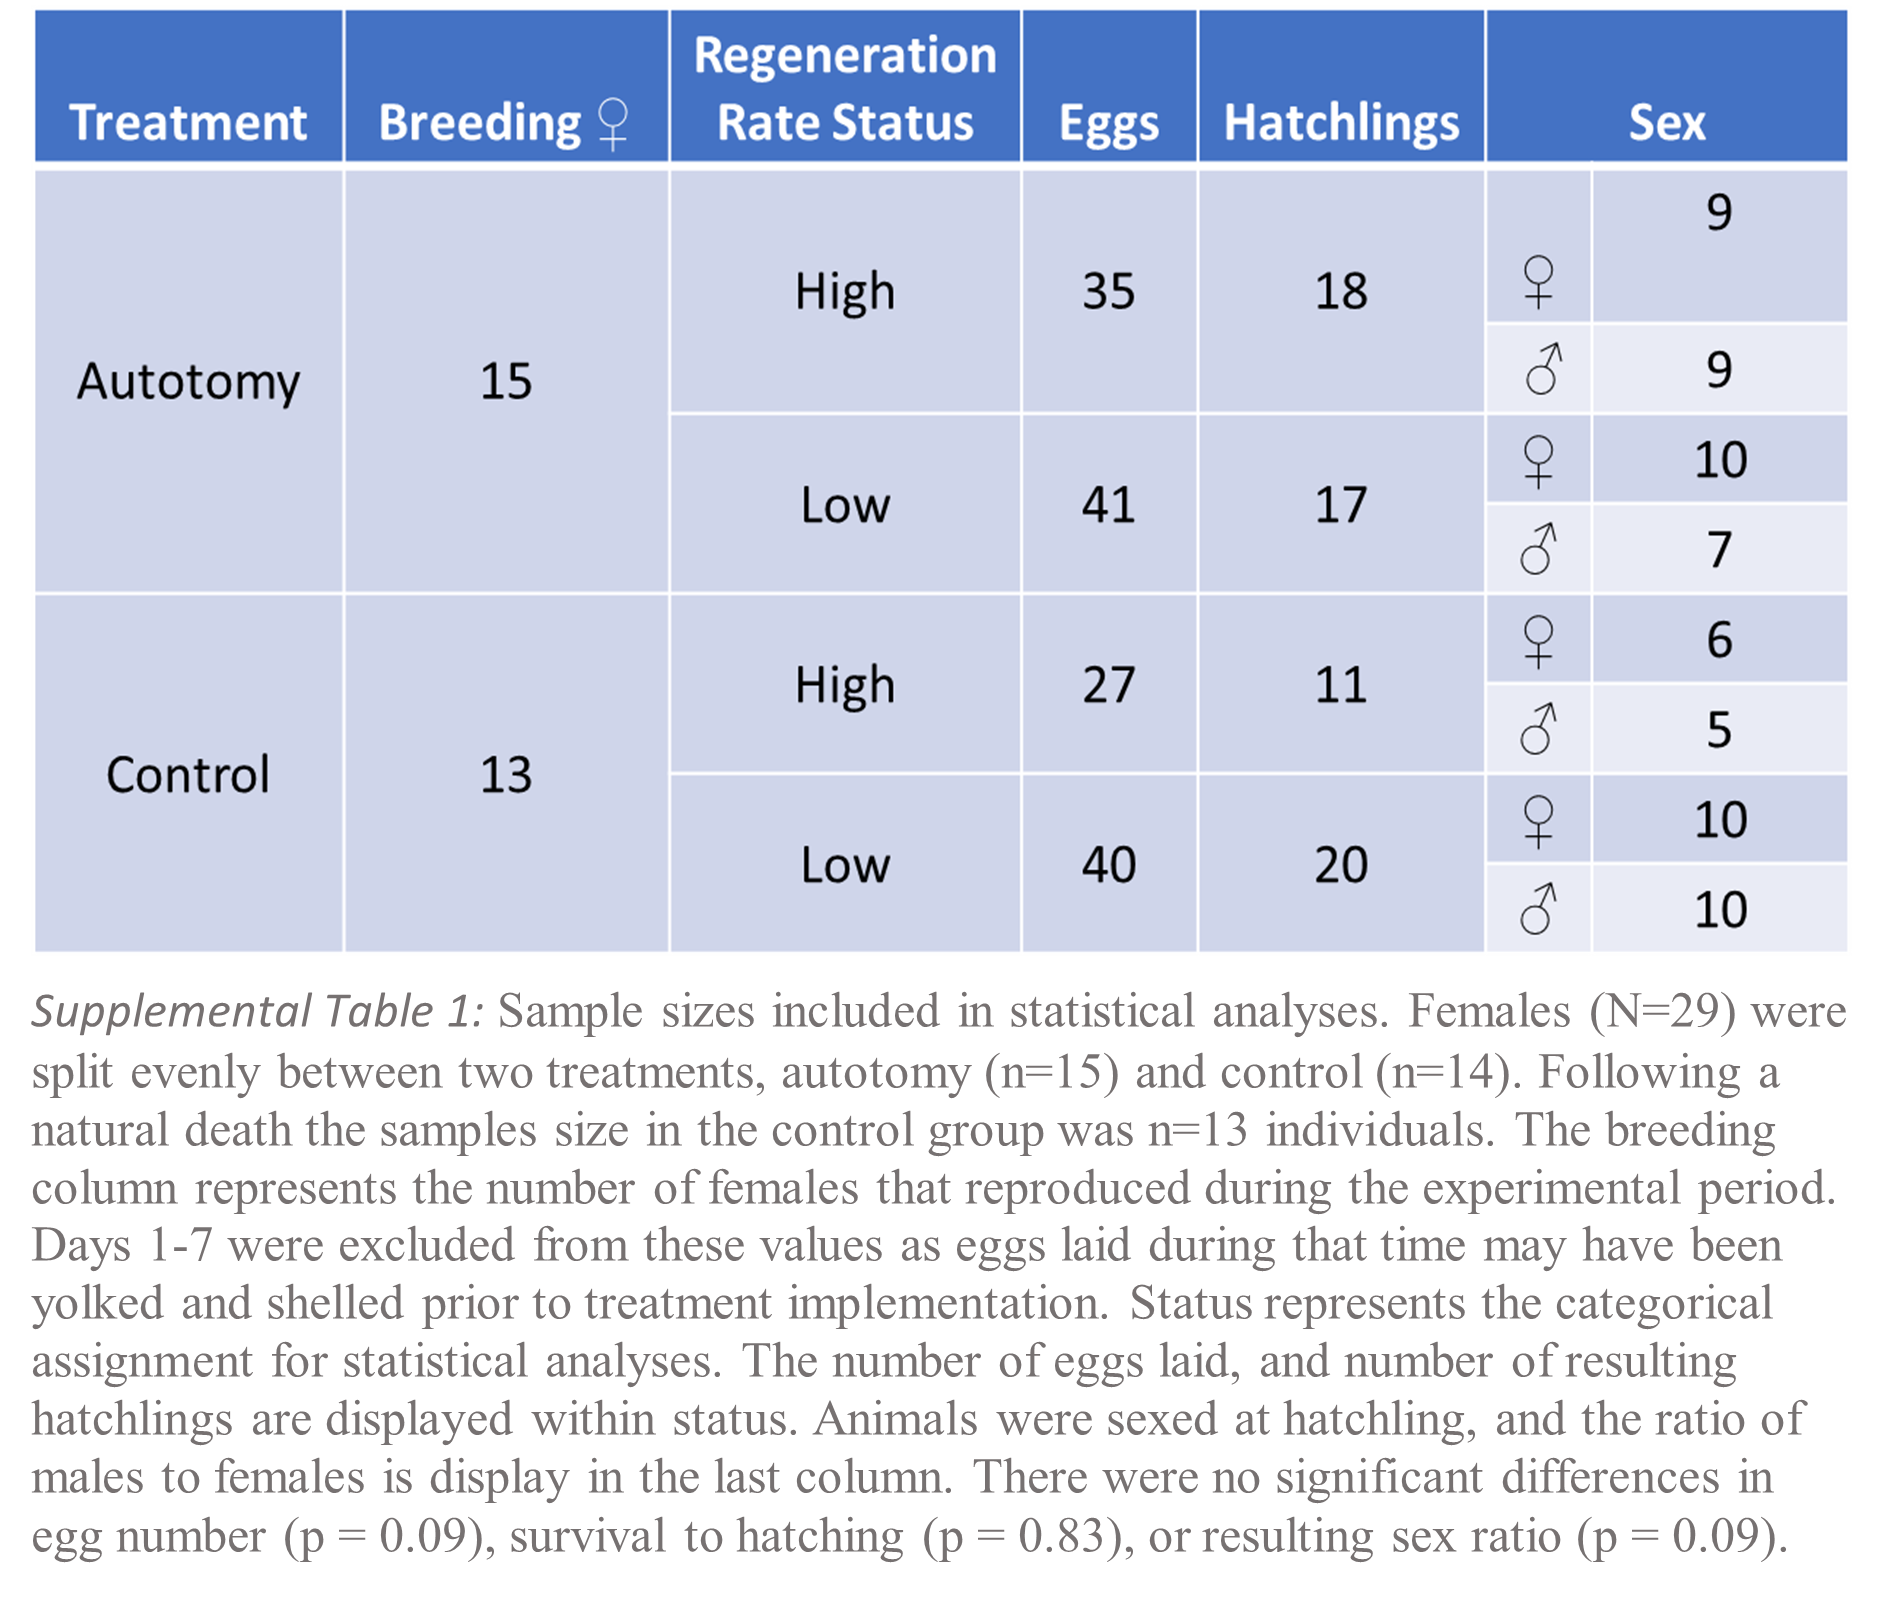 Treatment Breeding ♀ Regeneration Rate Status Eggs Hatchlings Sex
Autotomy 15 High 35 18 ♀ 9
♂ 9
Low 41 17 ♀ 10
♂ 7
Control 13 High 27 11 ♀ 6
♂ 5
Low 40 20 ♀ 10
♂ 10
Supplemental Table 1: Sample sizes included in statistical analyses. Females (N=29) were
split evenly between two treatments, autotomy (n=15) and control (n=14). Following a
natural death the samples size in the control group was n=13 individuals. The breeding
column represents the number of females that reproduced during the experimental period.
Days 1-7 were excluded from these values as eggs laid during that time may have been
yolked and shelled prior to treatment implementation. Status represents the categorical
assignment for statistical analyses. The number of eggs laid, and number of resulting
hatchlings are displayed within status. Animals were sexed at hatchling, and the ratio of
males to females is display in the last column. There were no significant differences in
egg number (p = 0.09), survival to hatching (p = 0.83), or resulting sex ratio (p = 0.09).